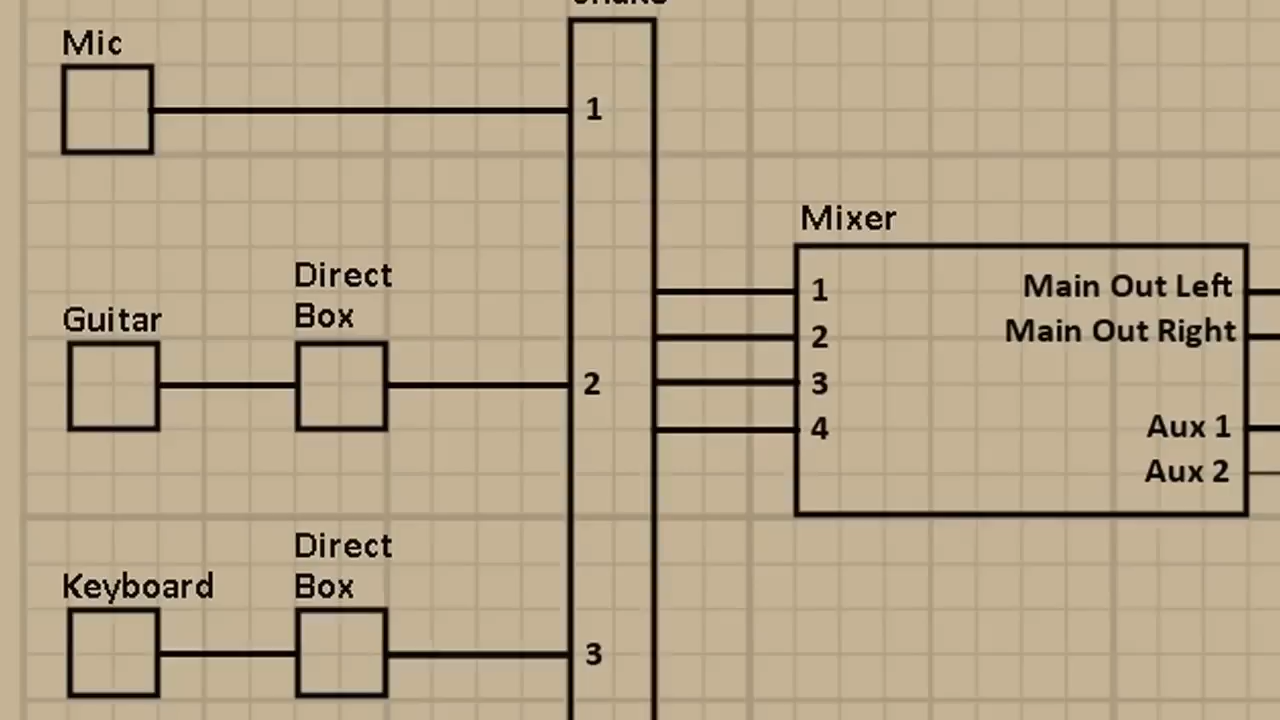 Mic
1
Mixer
Direct
Box
Guitar
2
1
2
3
4
Main Out Left
Main Out Right
Aux 1
Aux 2
Direct
Box
Keyboard
3